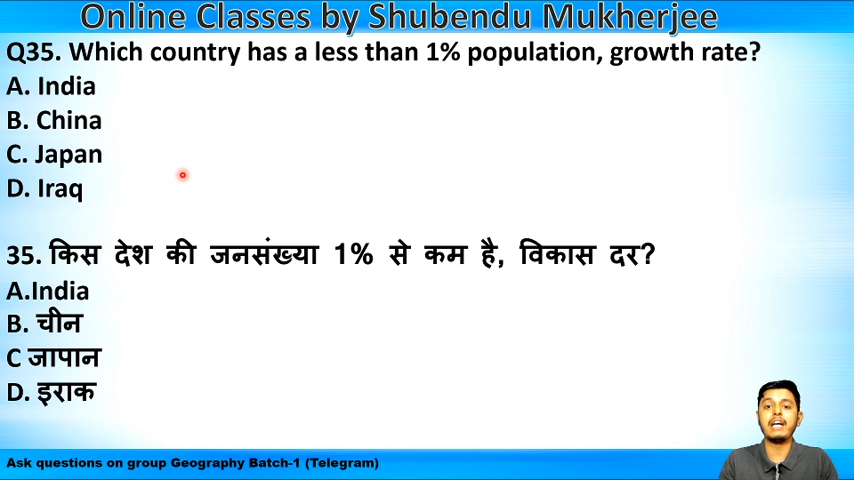 Online Classes by Shubendu Mukherjee
Q35. Which country has a less than 1% population, growth rate?
A. India
B. China
C. Japan
D. Iraq
35. किस देश की जनसंख्या 1% से कम है, विकास दर?
A.India
B. चीन
C जापान
D. इराक
Ask questions on group Geography Batch-1 (Telegram)